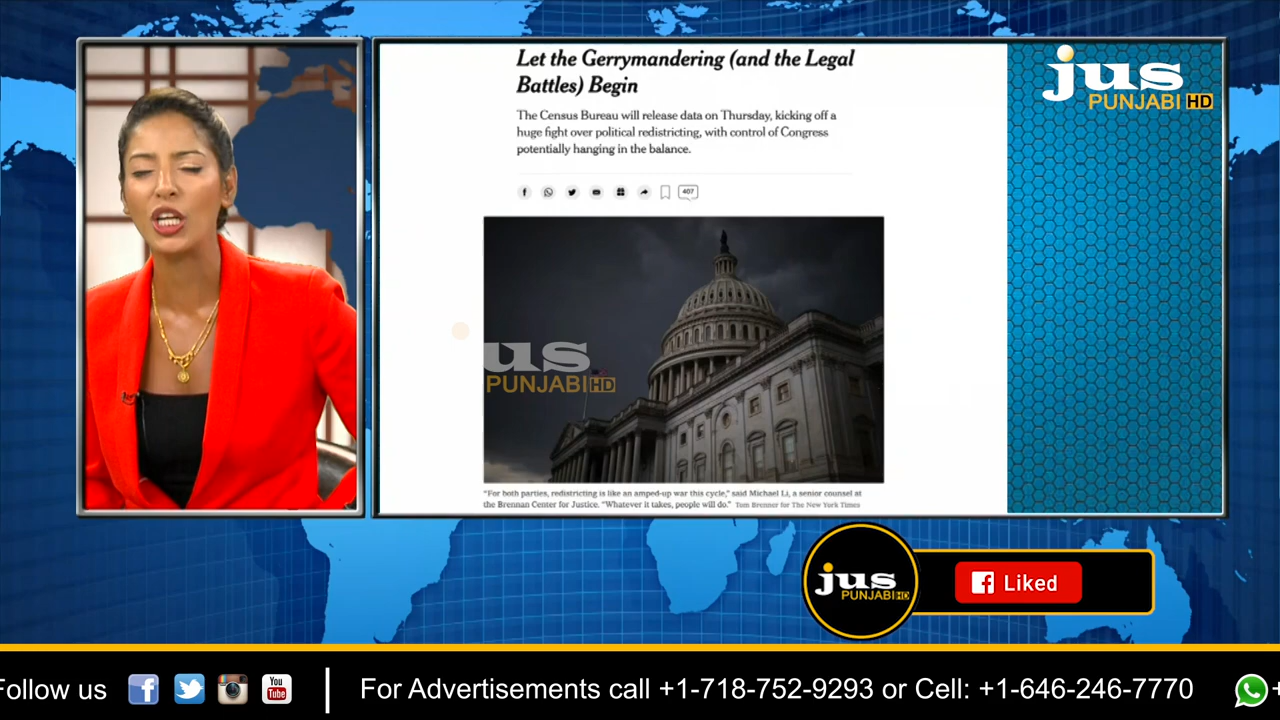 Let the Gerrymandering (and the Legal
Battles) Begin
The Census Bureau will release data on Thursday, kicking off a
huge fight over political redistricting, with control of Congress
potentially hanging in the balance.
407
jus
PUNJABI HD
us
PUNJABI HD
"For both parties, redistricting is like an amped-up war this cycle," said Michael Li, a senior counsel at
the Brennan Center for Justice. "Whatever it takes, people will do." Tom Brenner for The New York Times
jus
PUNJABI HD
Liked
Follow us
You
Tube
For Advertisements call +1-718-752-9293 or Cell: +1-646-246-7770
+